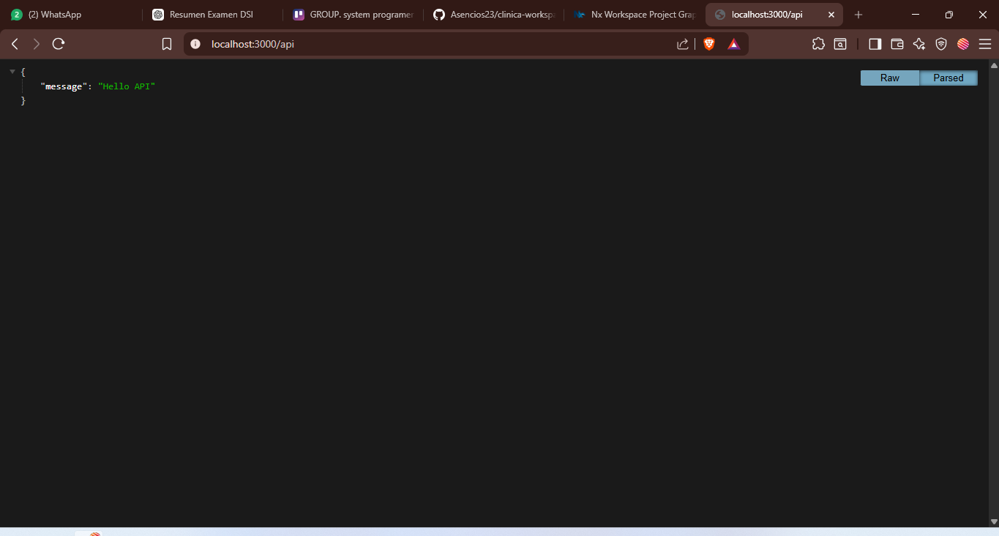 2
(2) WhatsApp
Resumen Examen DSI
GROUP. system programer
Asencios23/clinica-workspa
Nx Workspace Project Grap
localhost:3000/api
localhost:3000/api
{
Raw
Parsed
"message": "Hello API"
}